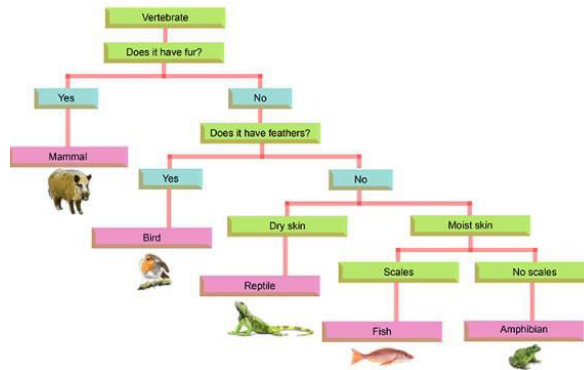 Vertebrate
Does it have fur?
Yes
No
Does it have feathers?
Mammal
Yes
No
Bird
Dry skin
Moist skin
Reptile
Scales
No scales
Fish
Amphibian